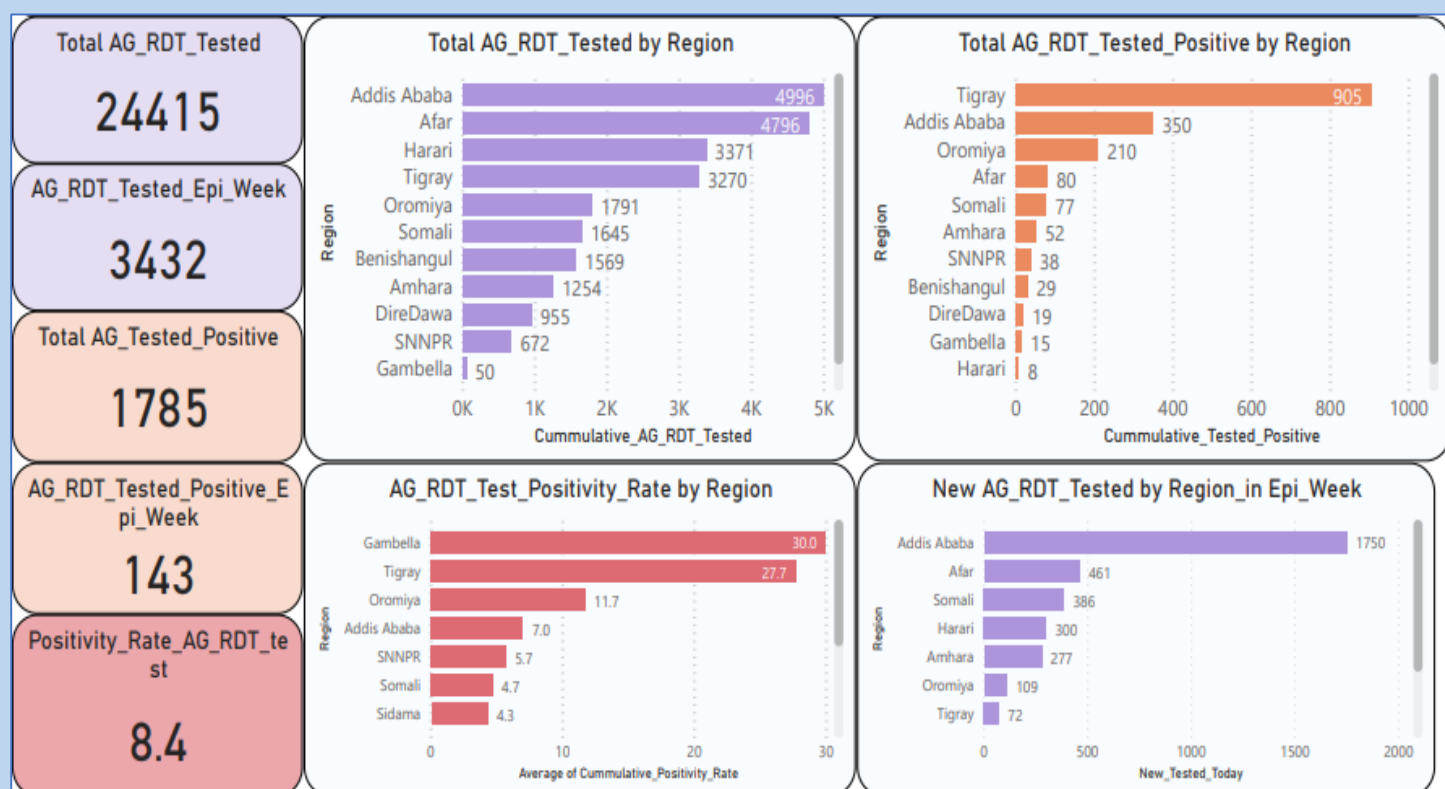 Total AG_RDT_Tested
24415
AG_RDT_Tested_Epi_Week
3432
Total AG_Tested_Positive
1785
AG_RDT_Tested_Positive_E
pi_Week
143
Positivity_Rate_AG_RDT_te
st
8.4
Total AG_RDT_Tested by Region
Region
Addis Ababa 4996
Afar 4796
Harari 3371
Tigray 3270
Oromiya 1791
Somali 1645
Benishangul 1569
Amhara 1254
DireDawa 955
SNNPR 672
Gambella 50
0K 1K 2K 3K 4K 5K
Cummulative_AG_RDT_Tested
Total AG_RDT_Tested_Positive by Region
Region
Tigray 905
Addis Ababa 350
Oromiya 210
Afar 80
Somali 77
Amhara 52
SNNPR 38
Benishangul 29
DireDawa 19
Gambella 15
Harari 8
0 200 400 600 800 1000
Cummulative_Tested_Positive
AG_RDT_Test_Positivity_Rate by Region
Region
Gambella 30.0
Tigray 27.7
Oromiya 11.7
Addis Ababa 7.0
SNNPR 5.7
Somali 4.7
Sidama 4.3
0 10 20 30
Average of Cummulative_Positivity_Rate
New AG_RDT_Tested by Region_in Epi_Week
Region
Addis Ababa 1750
Afar 461
Somali 386
Harari 300
Amhara 277
Oromiya 109
Tigray 72
0 500 1000 1500 2000
New_Tested_Today